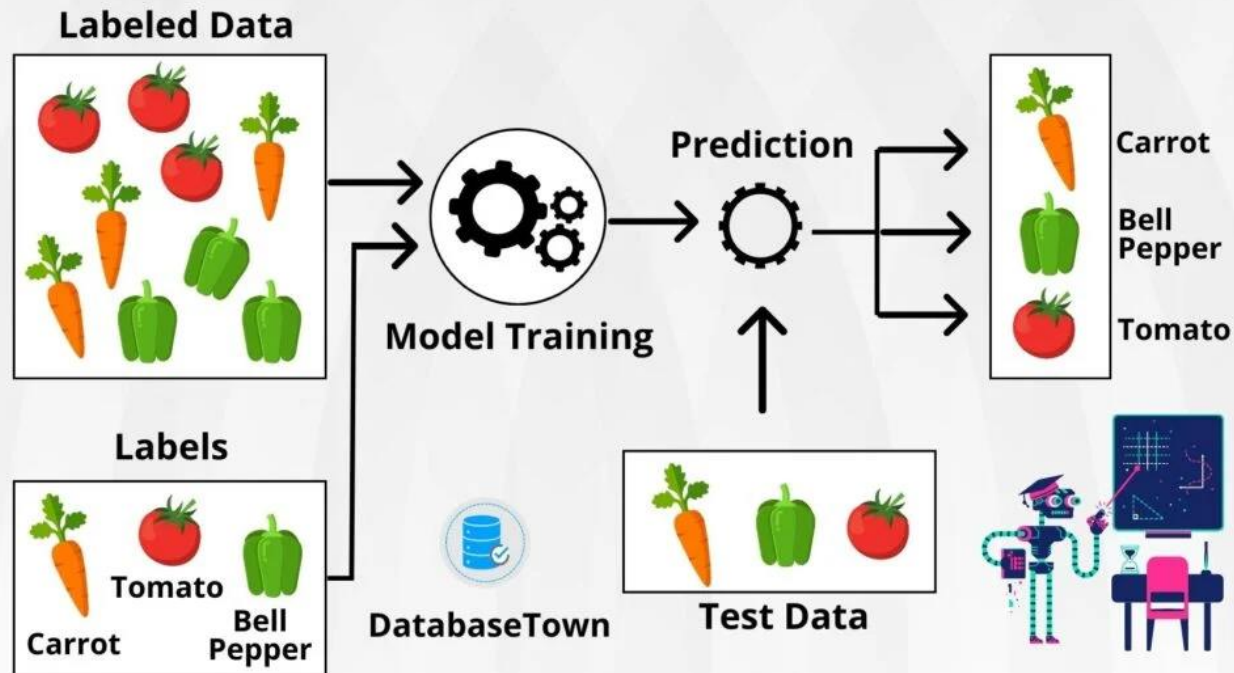 Labeled Data
Labels
Carrot
Tomato
Bell
Pepper
Model Training
DatabaseTown
Prediction
Test Data
Carrot
Bell
Pepper
Tomato